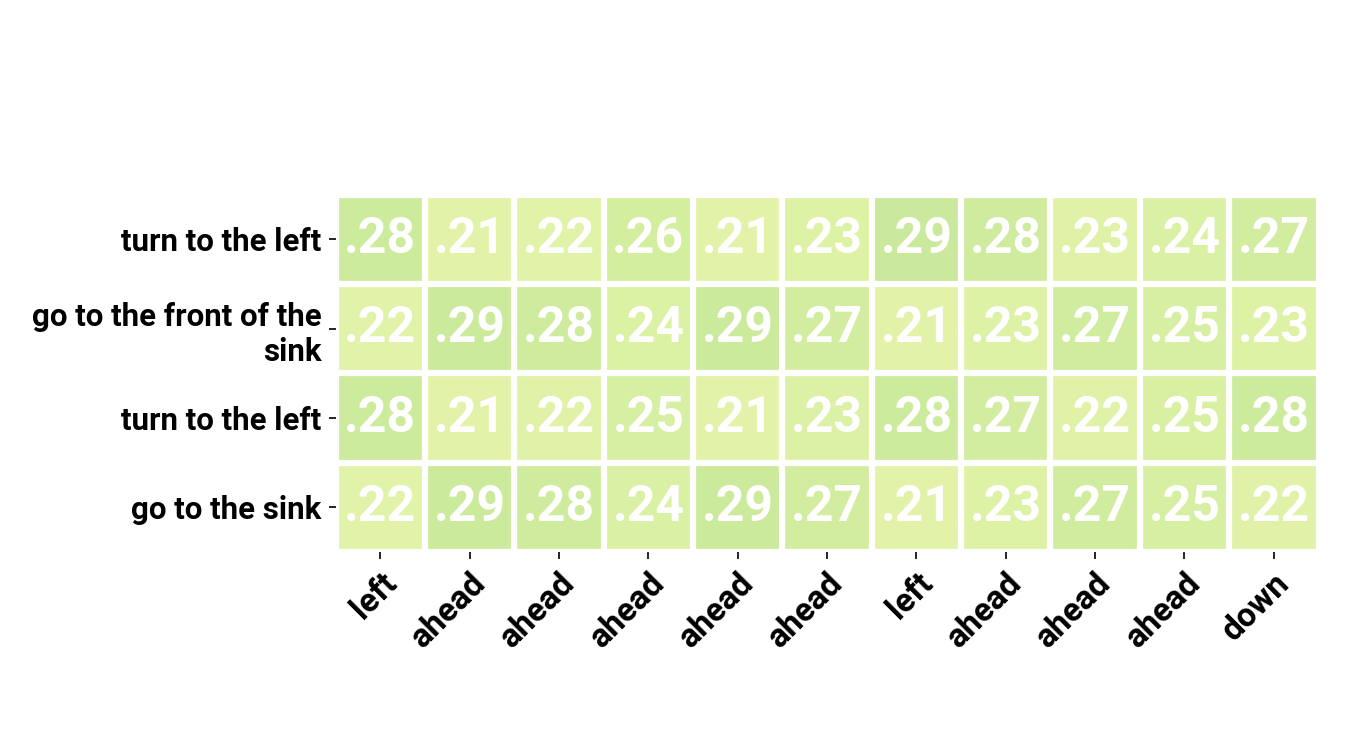 turn to the left .28 .21 .22 .26 .21 .23 .29 .28 .23 .24 .27
go to the front of the
sink .22 .29 .28 .24 .29 .27 .21 .23 .27 .25 .23
turn to the left .28 .21 .22 .25 .21 .23 .28 .27 .22 .25 .28
go to the sink .22 .29 .28 .24 .29 .27 .21 .23 .27 .25 .22
left ahead ahead ahead ahead ahead left ahead ahead ahead down